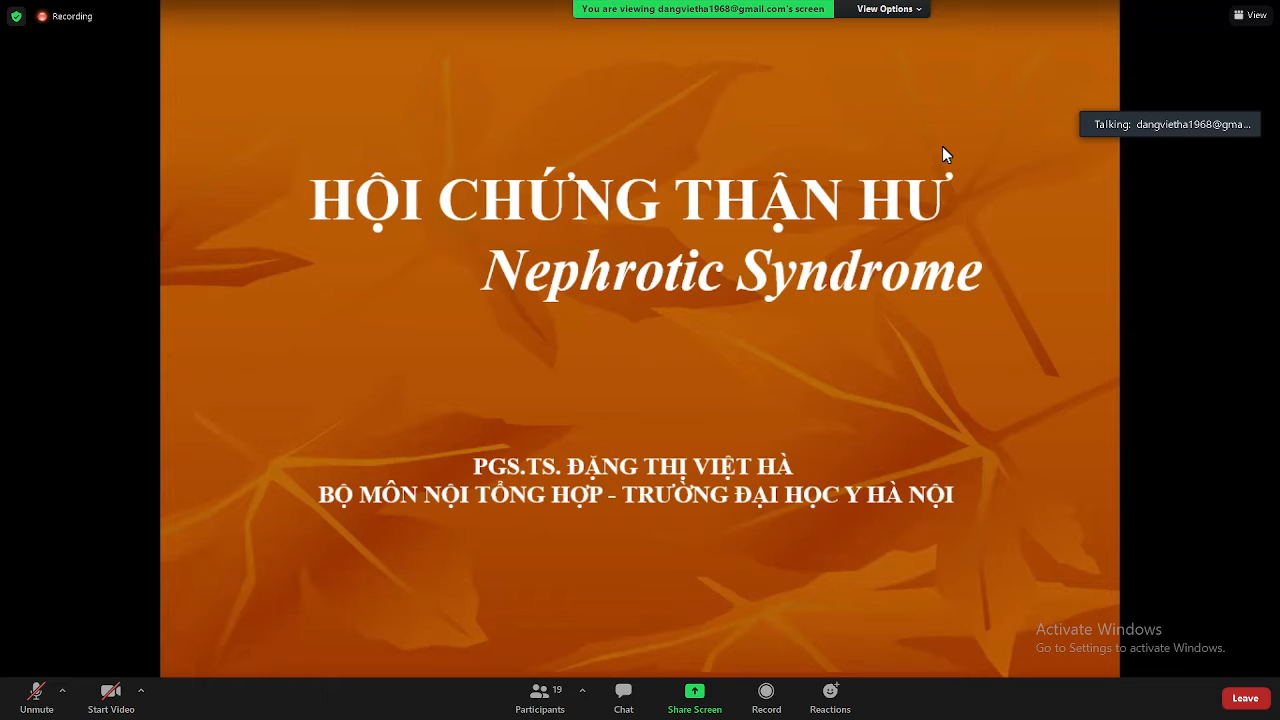 Recording
You are viewing dangvietha1968@gmail.com's screen
View Options
View
Talking: dangvietha1968@gma...
HỘI CHỨNG THẬN HƯ
Nephrotic Syndrome
PGS.TS. ĐẶNG THỊ VIỆT HÀ
BỘ MÔN NỘI TỔNG HỢP - TRƯỜNG ĐẠI HỌC Y HÀ NỘI
Activate Windows
Go to Settings to activate Windows.
Unmute
Start Video
19
Participants
Chat
Share Screen
Record
Reactions
Leave